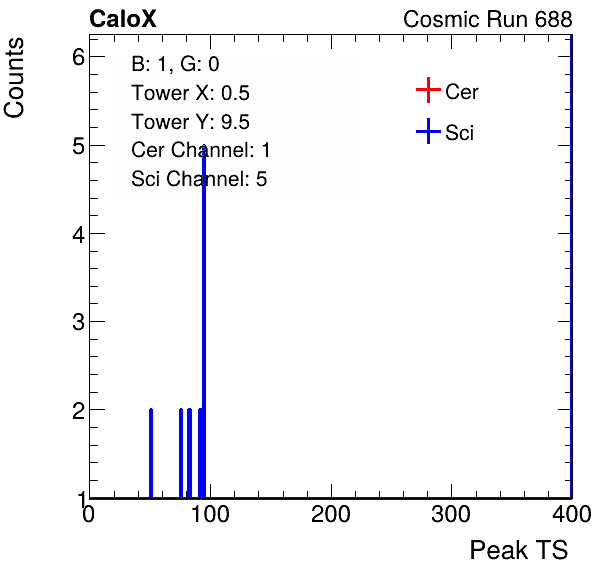 CaloX
Cosmic Run 688
Counts
B: 1, G: 0
Tower X: 0.5
Tower Y: 9.5
Cer Channel: 1
Sci Channel: 5
Cer
Sci
6
5
4
3
2
1
0 100 200 300 400
Peak TS